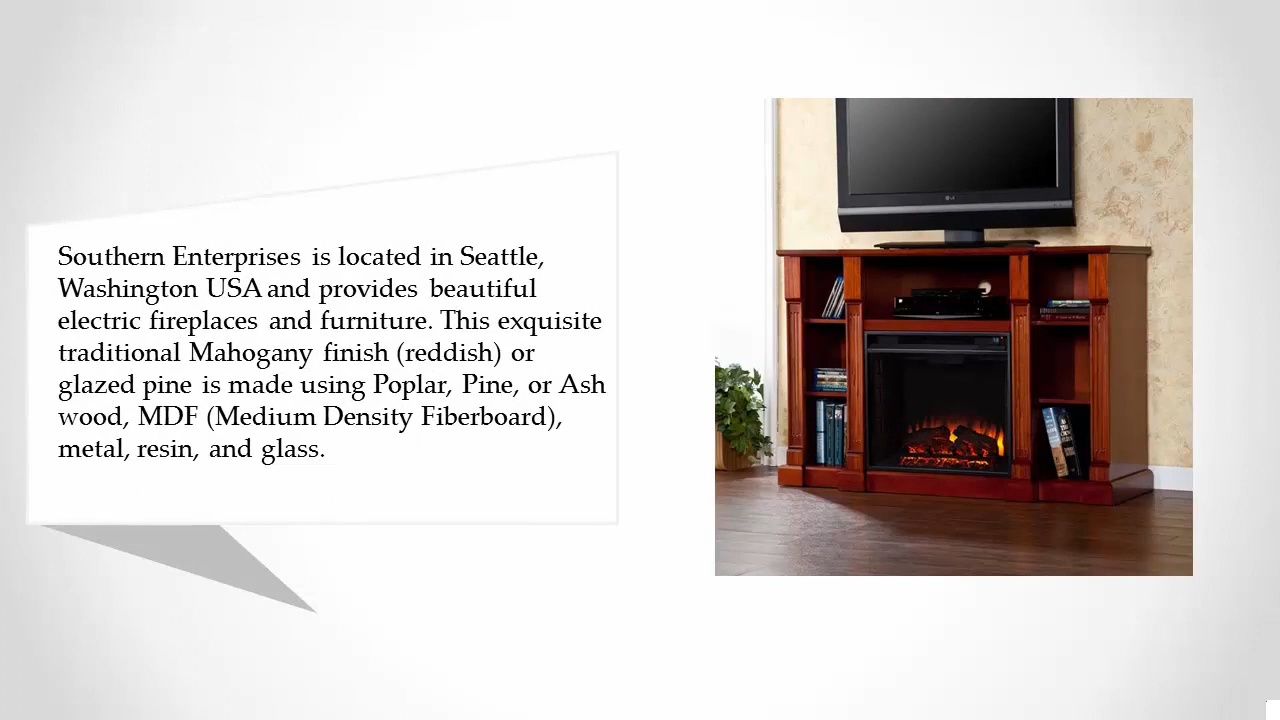 Southern Enterprises is located in Seattle,
Washington USA and provides beautiful
electric fireplaces and furniture. This exquisite
traditional Mahogany finish (reddish) or
glazed pine is made using Poplar, Pine, or Ash
wood, MDF (Medium Density Fiberboard),
metal, resin, and glass.
LG